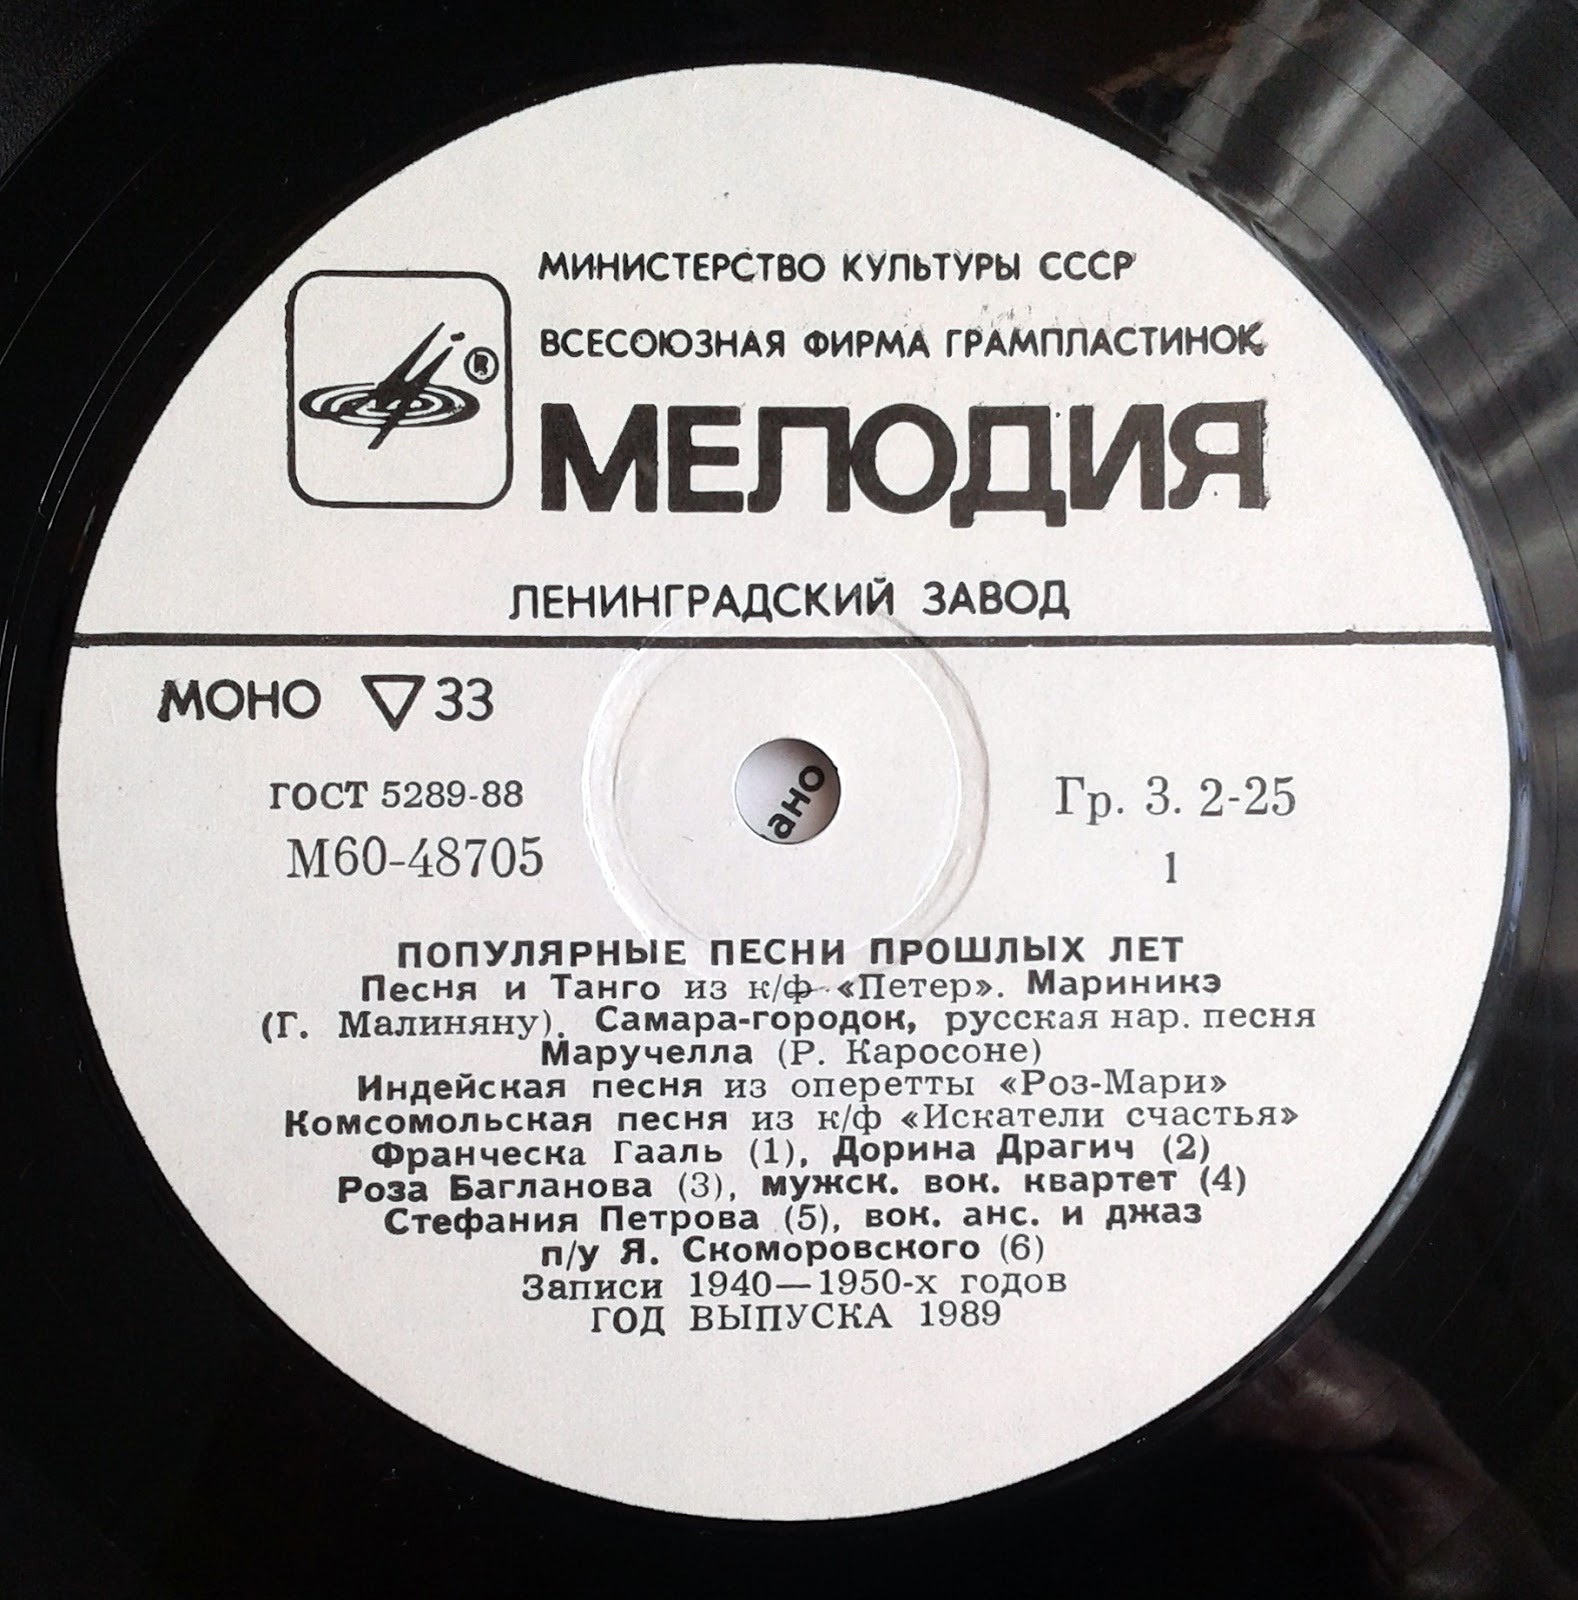 МИНИСТЕРСТВО КУЛЬТУРЫ СССР
ВСЕСОЮЗНАЯ ФИРМА ГРАМПЛАСТИНОК
®
МЕЛОДИЯ
ЛЕНИНГРАДСКИЙ ЗАВОД
МОНО ▽ 33
ГОСТ 5289-88
ано
Гр. 3. 2-25
М60-48705
1
ПОПУЛЯРНЫЕ ПЕСНИ ПРОШЛЫХ ЛЕТ
Песня и Танго из к/ф «Петер». Мариникэ
(Г. Малиняну). Самара-городок, русская нар. песня
Маручелла (Р. Каросоне)
Индейская песня из оперетты «Роз-Мари»
Комсомольская песня из к/ф «Искатели счастья»
Франческа Гааль (1), Дорина Драгич (2)
Роза Багланова (3), мужск. вок. квартет (4)
Стефания Петрова (5), вок. анс. и джаз
п/у Я. Скоморовского (6)
Записи 1940—1950-х годов
ГОД ВЫПУСКА 1989